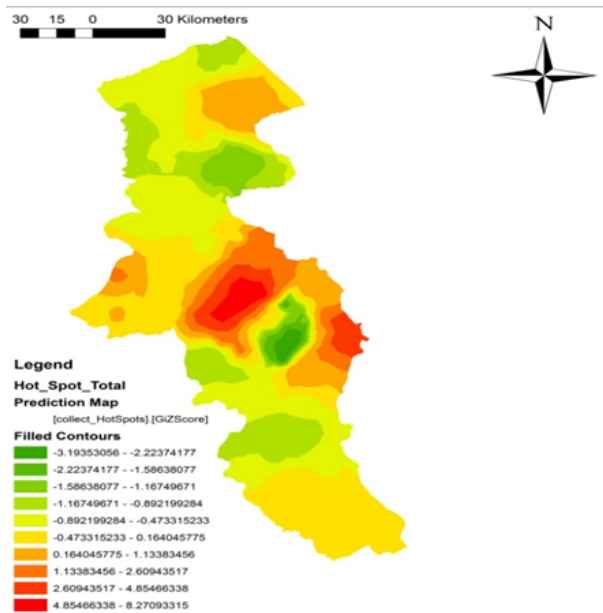 30 15 0 30 Kilometers
N
Legend
Hot_Spot_Total
Prediction Map
[collect_HotSpots].[GiZScore]
Filled Contours
-3.19353056 - -2.22374177
-2.22374177 - -1.58638077
-1.58638077 - -1.16749671
-1.16749671 - -0.892199284
-0.892199284 - -0.473315233
-0.473315233 - 0.164045775
0.164045775 - 1.13383456
1.13383456 - 2.60943517
2.60943517 - 4.85466338
4.85466338 - 8.27093315